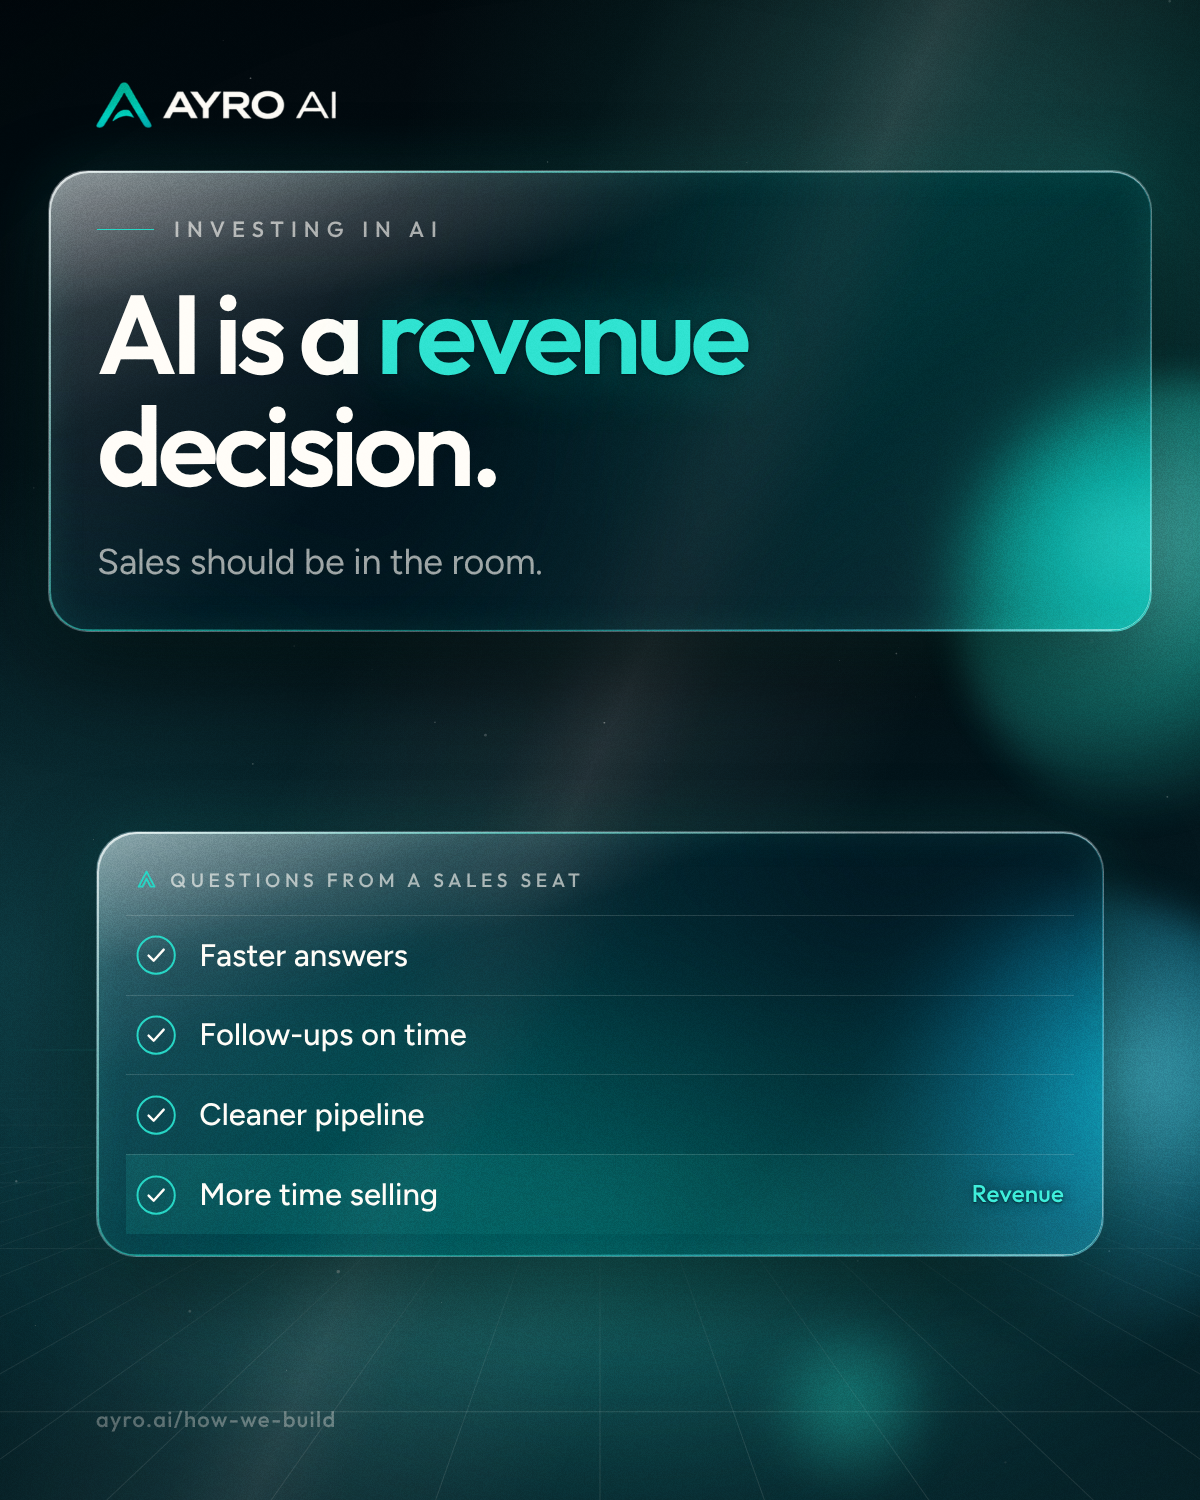 AYRO AI
INVESTING IN AI
AI is a revenue
decision.
Sales should be in the room.
QUESTIONS FROM A SALES SEAT
Faster answers
Follow-ups on time
Cleaner pipeline
More time selling
Revenue
ayro.ai/how-we-build